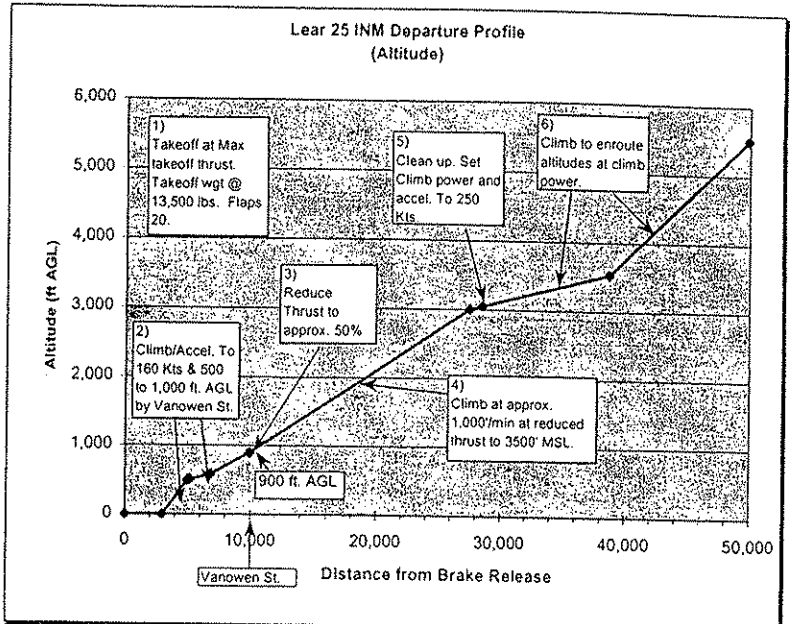 Lear 25 INM Departure Profile
(Altitude)
6,000
5,000
4,000
3,000
2,000
1,000
0
Altitude (ft AGL)
1)
Takeoff at Max
takeoff thrust.
Takeoff wgt @
13,500 lbs. Flaps
20.
2)
Climb/Accel. To
160 Kts & 500
to 1,000 ft. AGL
by Vanowen St.
3)
Reduce
Thrust to
approx. 50%
900 ft. AGL
4)
Climb at approx.
1,000'/min at reduced
thrust to 3500' MSL.
5)
Clean up. Set
Climb power and
accel. To 250
Kts
6)
Climb to enroute
altitudes at climb
power.
0
10,000
20,000
30,000
40,000
50,000
Vanowen St.
Distance from Brake Release